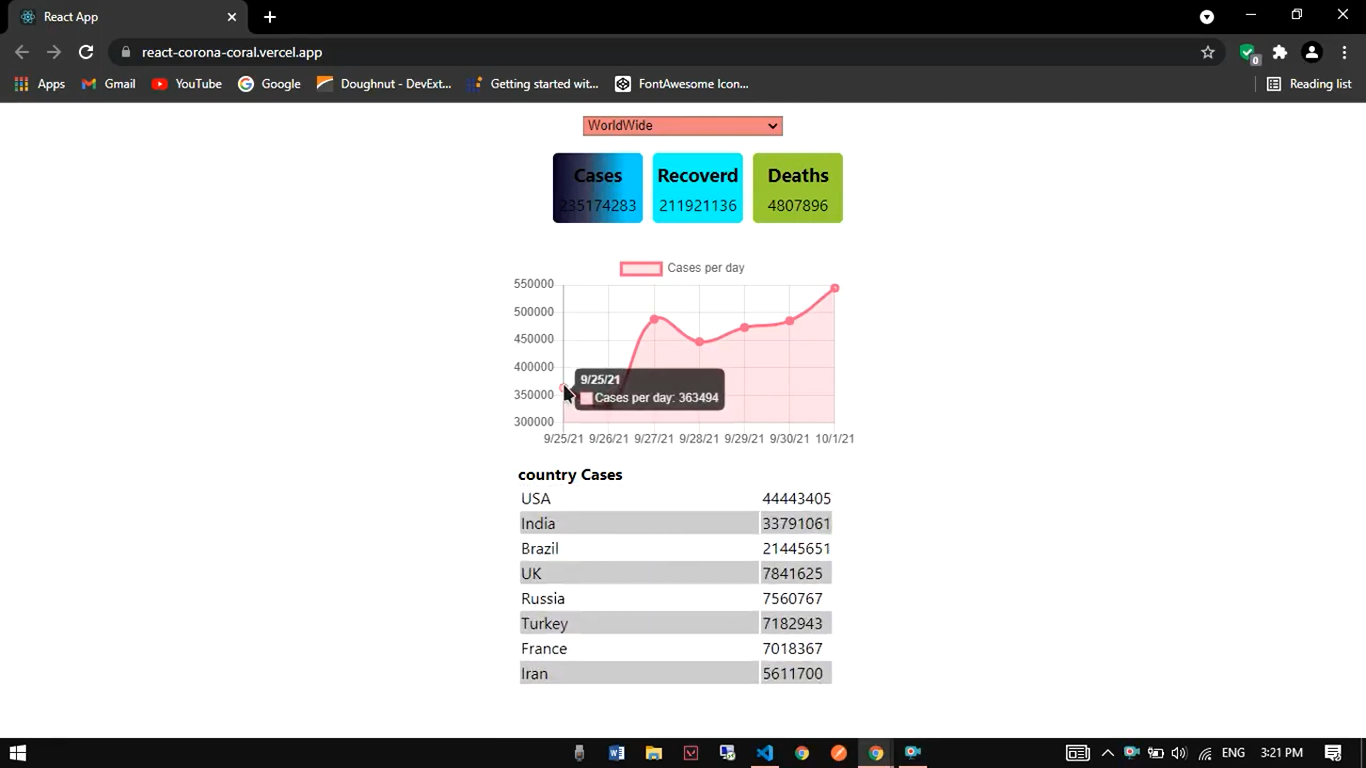 React App
react-corona-coral.vercel.app
0
Apps Gmail YouTube Google Doughnut - DevExt... Getting started wit... FontAwesome Icon... Reading list
WorldWide
Cases Recoverd Deaths
235174283 211921136 4807896
Cases per day
550000
500000
450000
400000
350000
300000
9/25/21
Cases per day: 363494
9/25/21 9/26/21 9/27/21 9/28/21 9/29/21 9/30/21 10/1/21
country Cases
USA 44443405
India 33791061
Brazil 21445651
UK 7841625
Russia 7560767
Turkey 7182943
France 7018367
Iran 5611700
ENG 3:21 PM